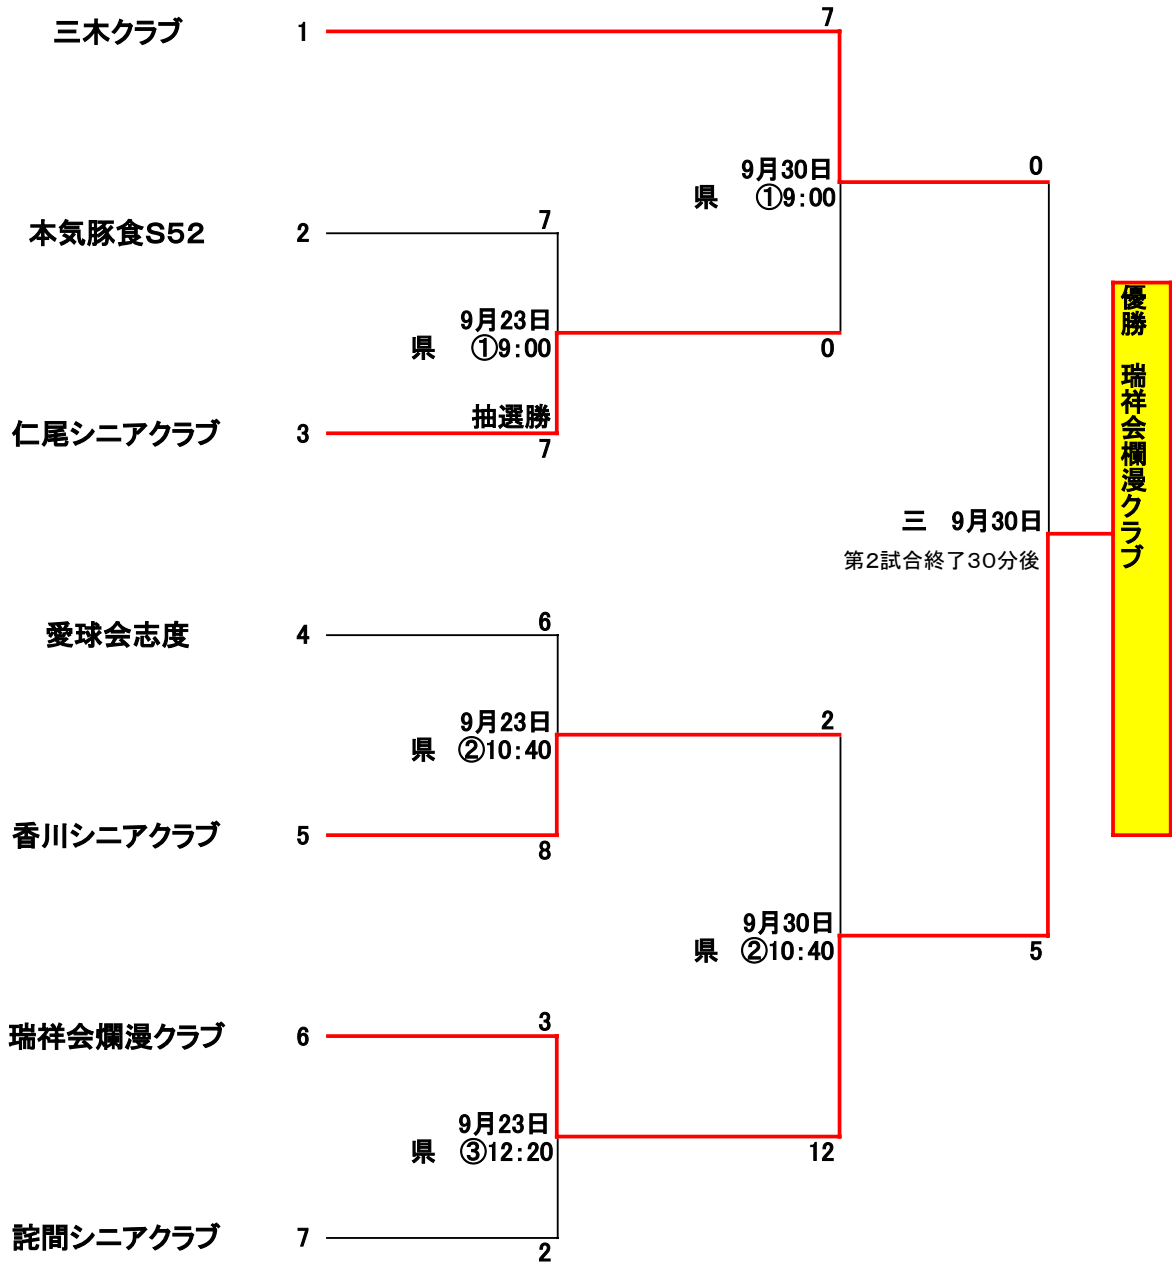 三木クラブ 1
7
9月30日
県 ①9:00
0
本気豚食S52 2
7
9月23日
県 ①9:00
0
抽選勝
仁尾シニアクラブ 3
7
優勝 瑞祥会欄漫クラブ
三 9月30日
第2試合終了30分後
愛球会志度 4
6
9月23日
県 ②10:40
2
香川シニアクラブ 5
8
9月30日
県 ②10:40
5
瑞祥会爛漫クラブ 6
3
9月23日
県 ③12:20
12
詫間シニアクラブ 7
2